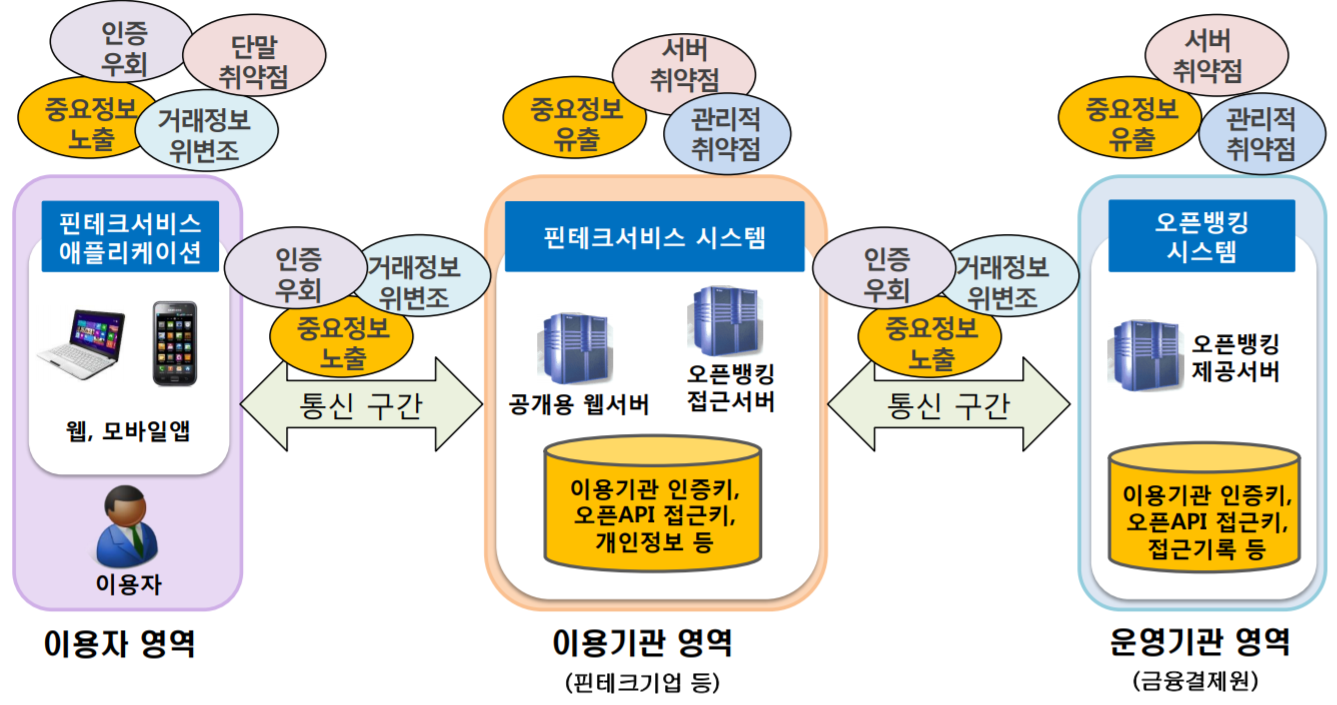 인증
우회
단말
취약점
중요정보
노출
거래정보
위변조
핀테크서비스
애플리케이션
웹, 모바일앱
이용자
이용자 영역
인증
우회
거래정보
위변조
중요정보
노출
통신 구간
서버
취약점
중요정보
유출
관리적
취약점
핀테크서비스 시스템
공개용 웹서버
오픈뱅킹
접근서버
이용기관 인증키,
오픈API 접근키,
개인정보 등
이용기관 영역
(핀테크기업 등)
인증
우회
거래정보
위변조
중요정보
노출
통신 구간
서버
취약점
중요정보
유출
관리적
취약점
오픈뱅킹
시스템
오픈뱅킹
제공서버
이용기관 인증키,
오픈API 접근키,
접근기록 등
운영기관 영역
(금융결제원)